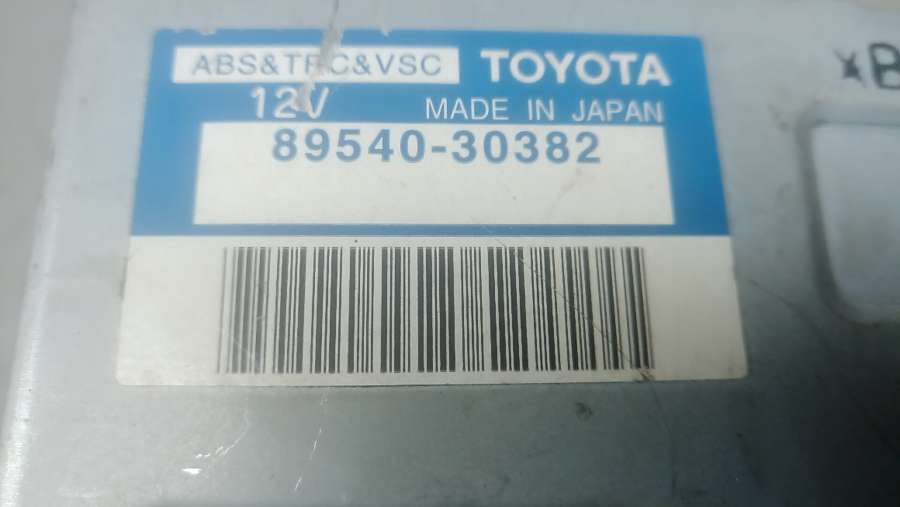 ABS&TRC&VSC TOYOTA
12V MADE IN JAPAN
89540-30382
*B